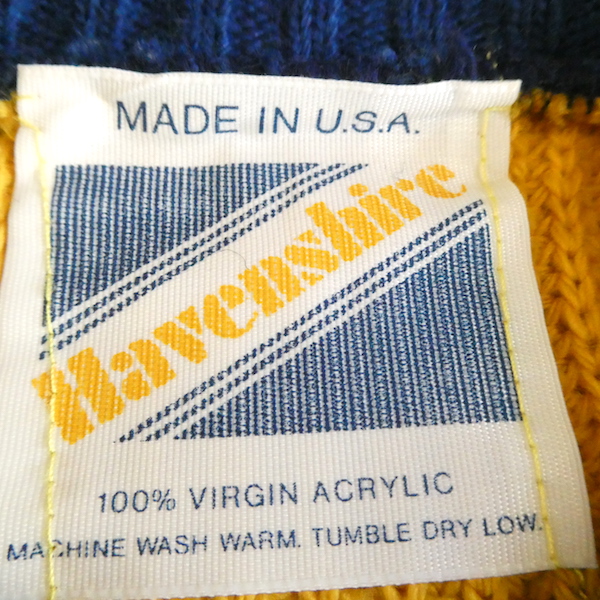 MADE IN U.S.A.
Havenshire
100% VIRGIN ACRYLIC
MACHINE WASH WARM. TUMBLE DRY LOW.